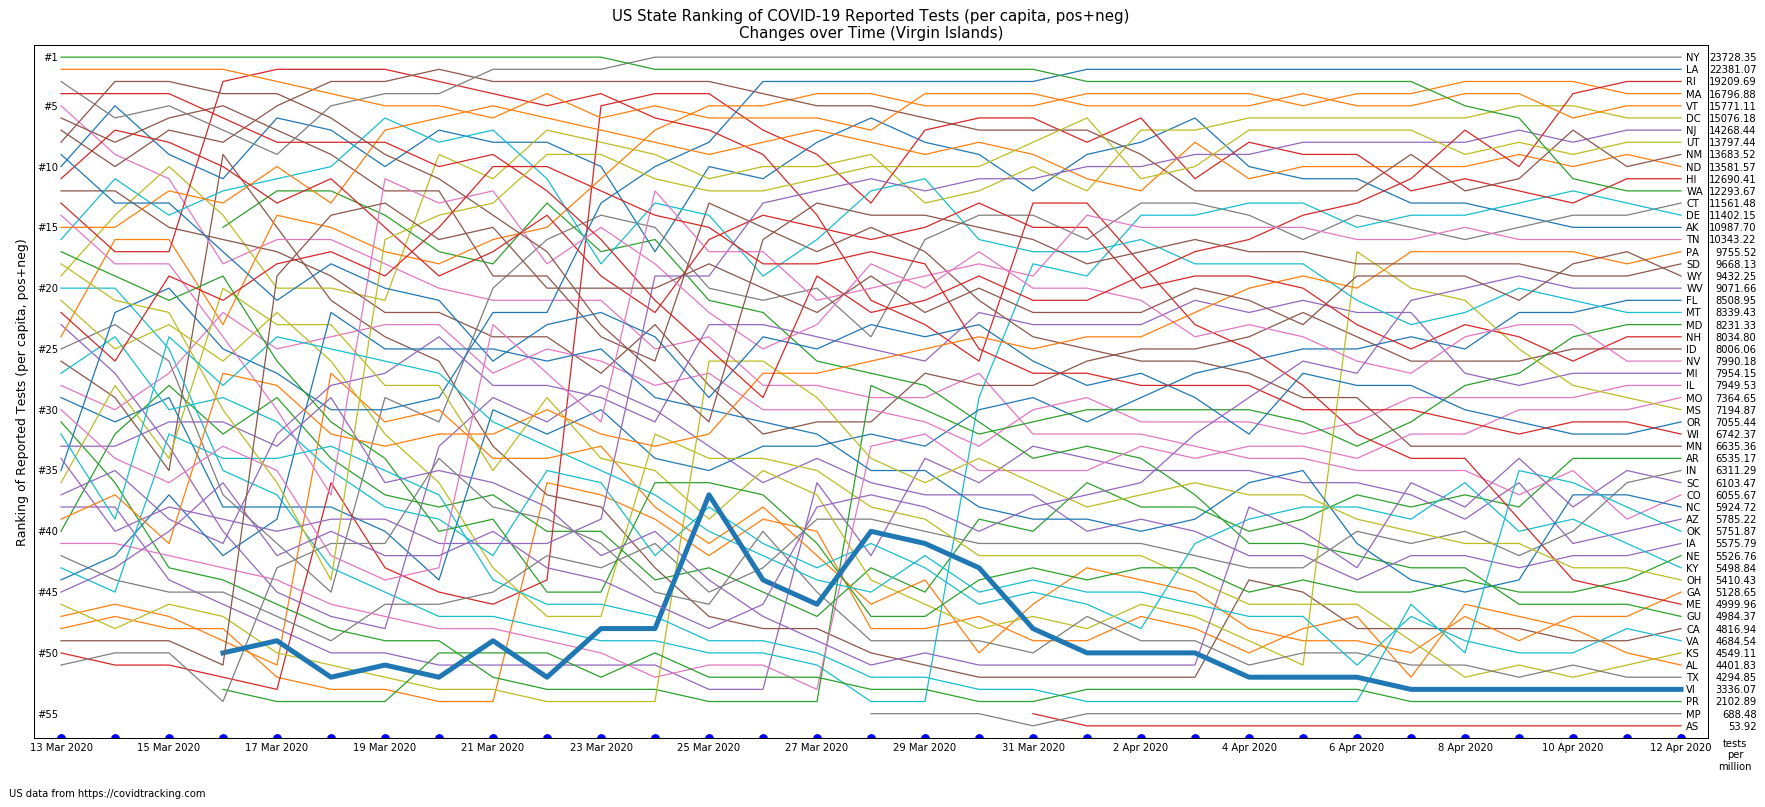 US State Ranking of COVID-19 Reported Tests (per capita, pos+neg)
Changes over Time (Virgin Islands)
Ranking of Reported Tests (per capita, pos+neg)
#1
#5
#10
#15
#20
#25
#30
#35
#40
#45
#50
#55
NY 23728.35
LA 22381.07
RI 19209.69
MA 16796.88
VT 15771.11
DC 15076.18
NJ 14268.44
UT 13797.44
NM 13683.52
ND 13581.57
HI 12690.41
WA 12293.67
CT 11561.48
DE 11402.15
AK 10987.70
TN 10343.22
PA 9755.52
SD 9668.13
WY 9432.25
WV 9071.66
FL 8508.95
MT 8339.43
MD 8231.33
NH 8034.80
ID 8006.06
NV 7990.18
MI 7954.15
IL 7949.53
MO 7364.65
MS 7194.87
OR 7055.44
WI 6742.37
MN 6635.36
AR 6535.17
IN 6311.29
SC 6103.47
CO 6055.67
NC 5924.72
AZ 5785.22
OK 5751.87
IA 5575.79
NE 5526.76
KY 5498.84
OH 5410.43
GA 5128.65
ME 4999.96
GU 4984.37
CA 4816.94
VA 4684.54
KS 4549.11
AL 4401.83
TX 4294.85
VI 3336.07
PR 2102.89
MP 688.48
AS 53.92
13 Mar 2020 15 Mar 2020 17 Mar 2020 19 Mar 2020 21 Mar 2020 23 Mar 2020 25 Mar 2020 27 Mar 2020 29 Mar 2020 31 Mar 2020 2 Apr 2020 4 Apr 2020 6 Apr 2020 8 Apr 2020 10 Apr 2020 12 Apr 2020
tests
per
million
US data from https://covidtracking.com